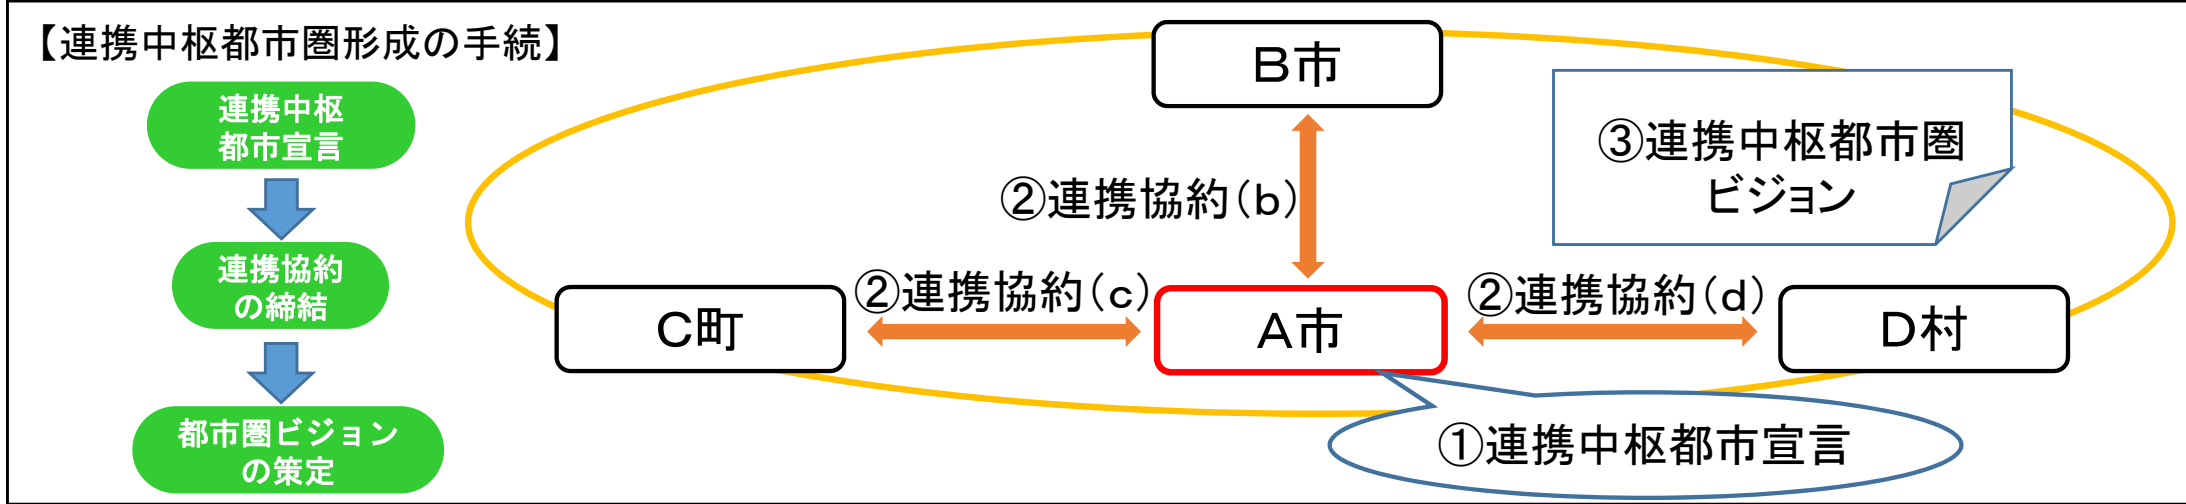 【連携中枢都市圏形成の手続】
連携中枢
都市宣言
連携協約
の締結
都市圏ビジョン
の策定
B市
③連携中枢都市圏
ビジョン
②連携協約(b)
②連携協約(c)
②連携協約(d)
C町
A市
D村
①連携中枢都市宣言